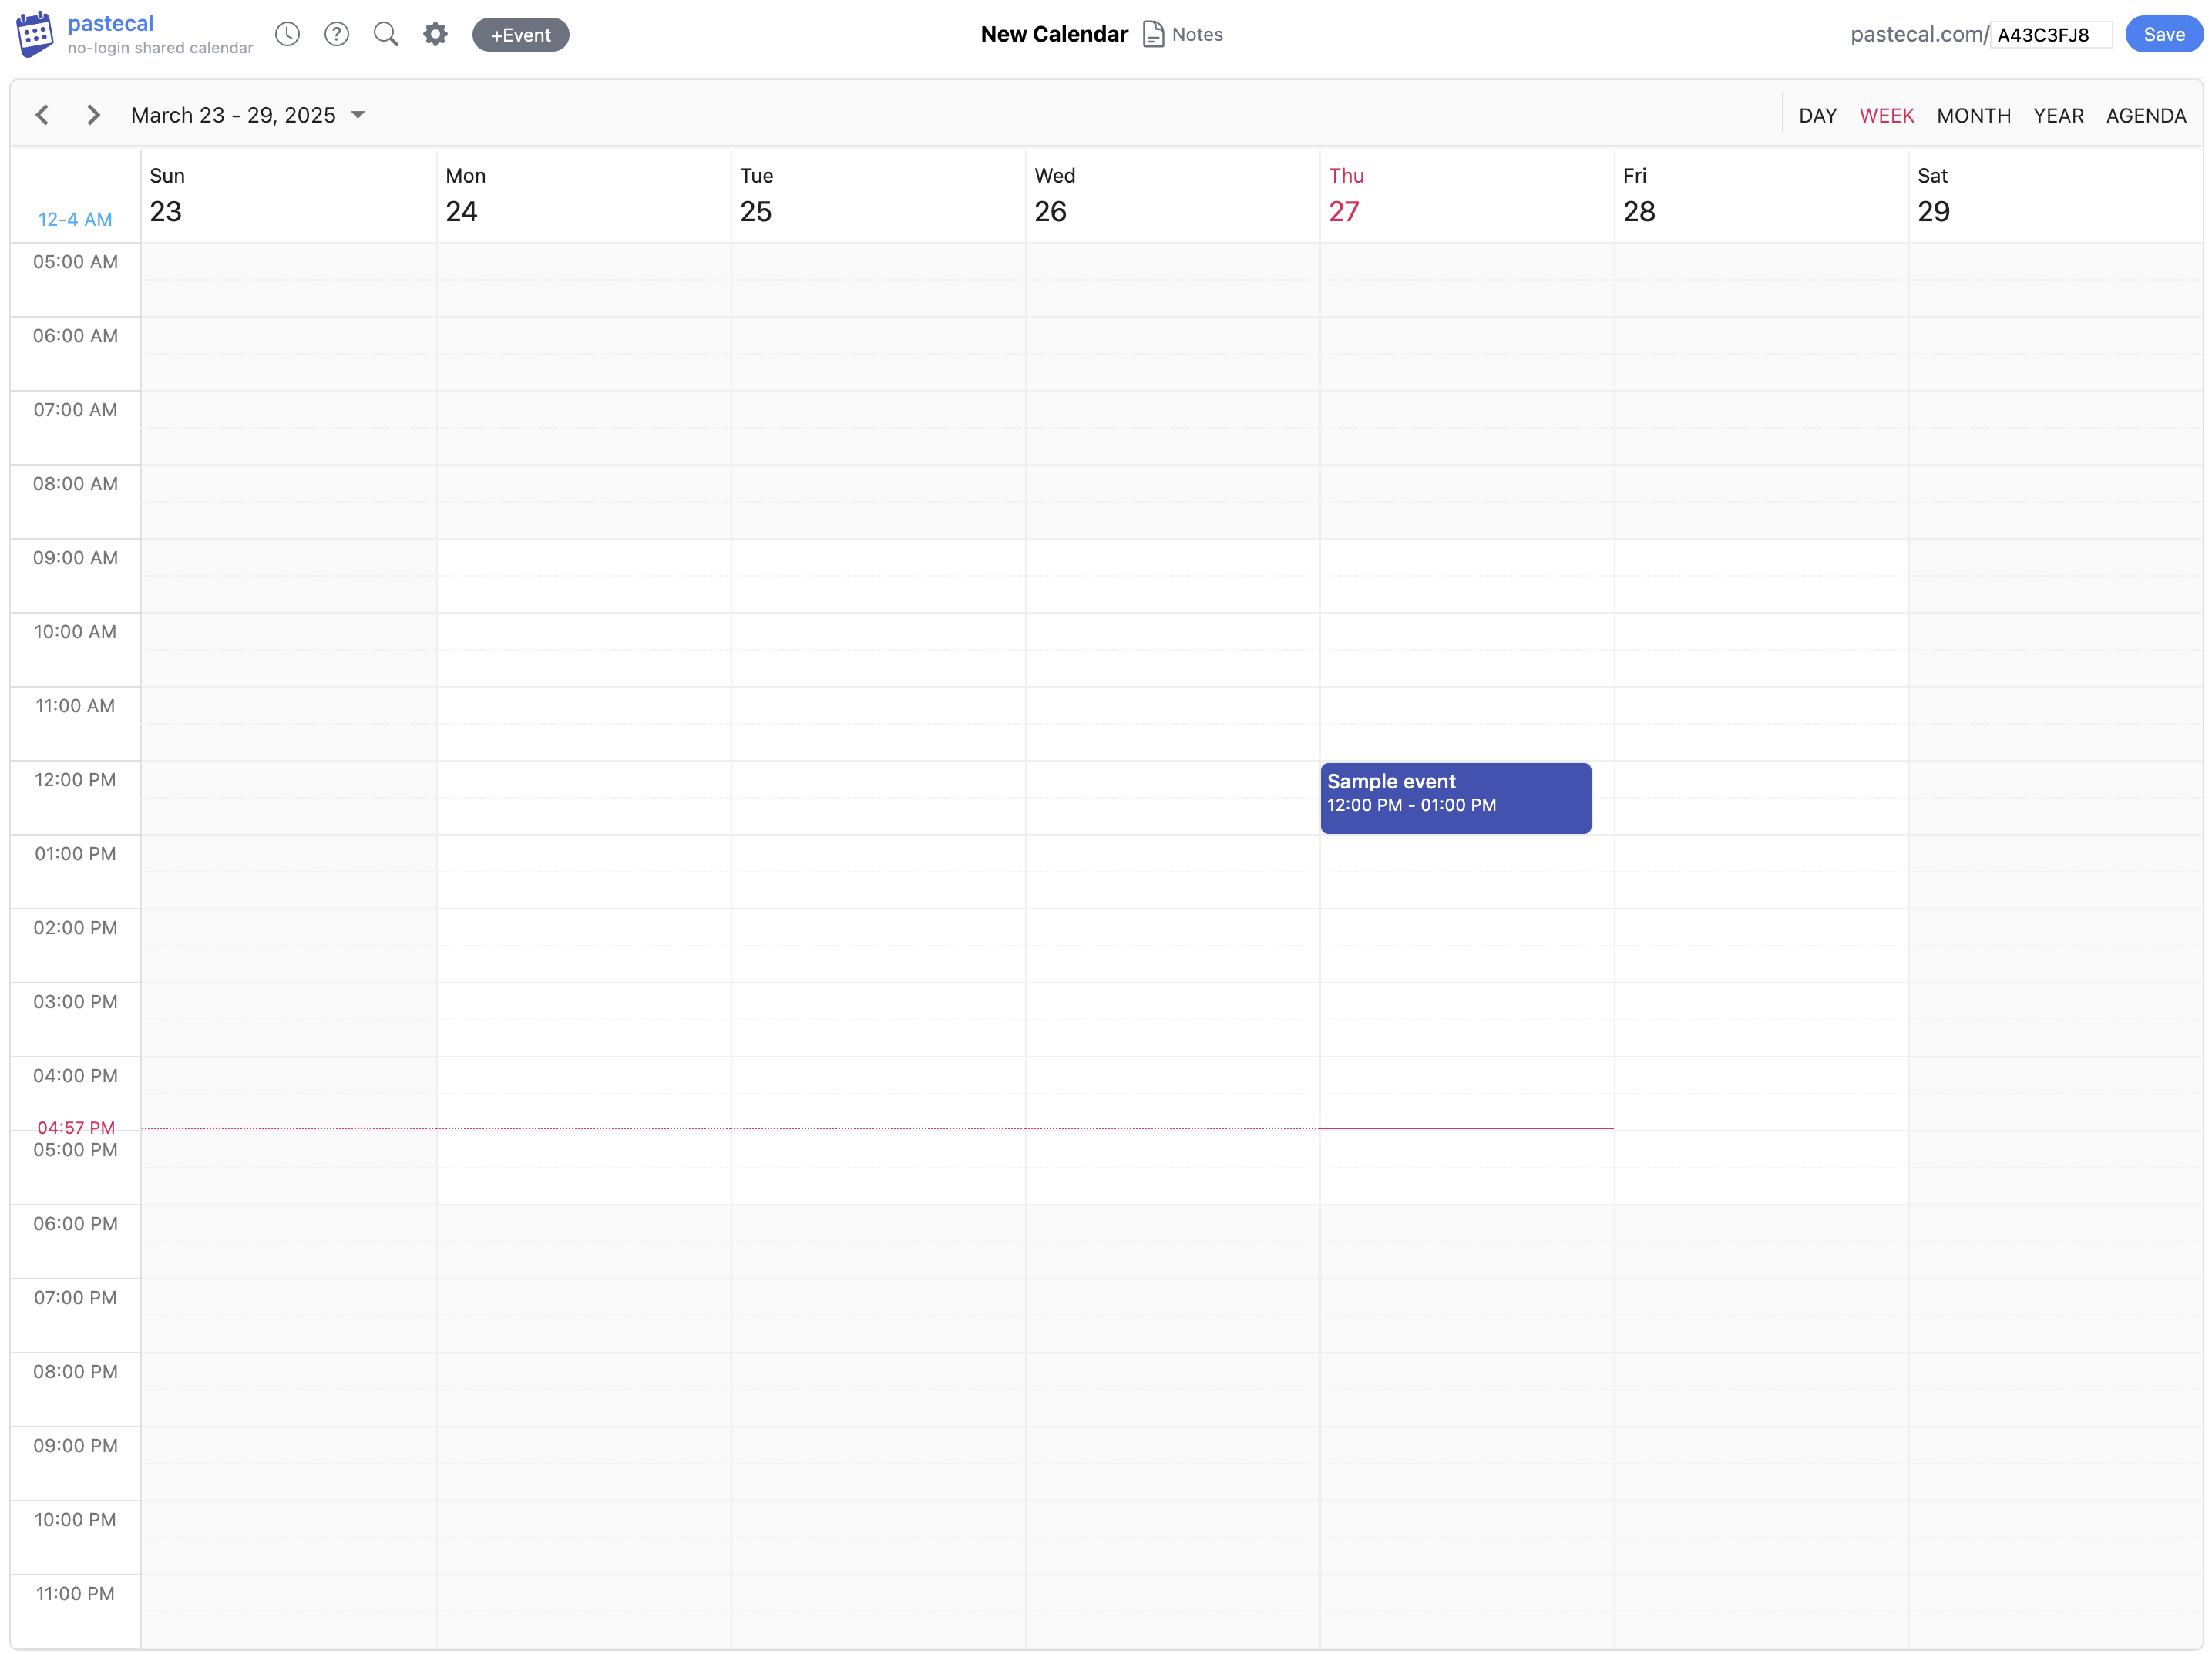 pastecal
no-login shared calendar
+Event
New Calendar
Notes
pastecal.com/ A43C3FJ8
Save
March 23 - 29, 2025
DAY WEEK MONTH YEAR AGENDA
12-4 AM
Sun 23
Mon 24
Tue 25
Wed 26
Thu 27
Fri 28
Sat 29
05:00 AM
06:00 AM
07:00 AM
08:00 AM
09:00 AM
10:00 AM
11:00 AM
12:00 PM
Sample event
12:00 PM - 01:00 PM
01:00 PM
02:00 PM
03:00 PM
04:00 PM
04:57 PM
05:00 PM
06:00 PM
07:00 PM
08:00 PM
09:00 PM
10:00 PM
11:00 PM